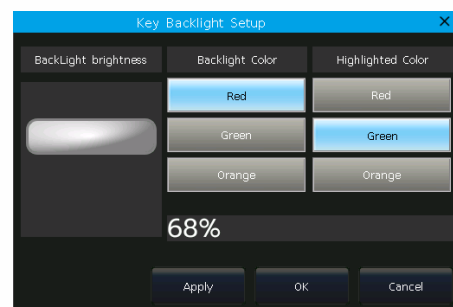 Key Backlight Setup
BackLight brightness Backlight Color Highlighted Color
Red Red
Green Green
Orange Orange
68%
Apply OK Cancel